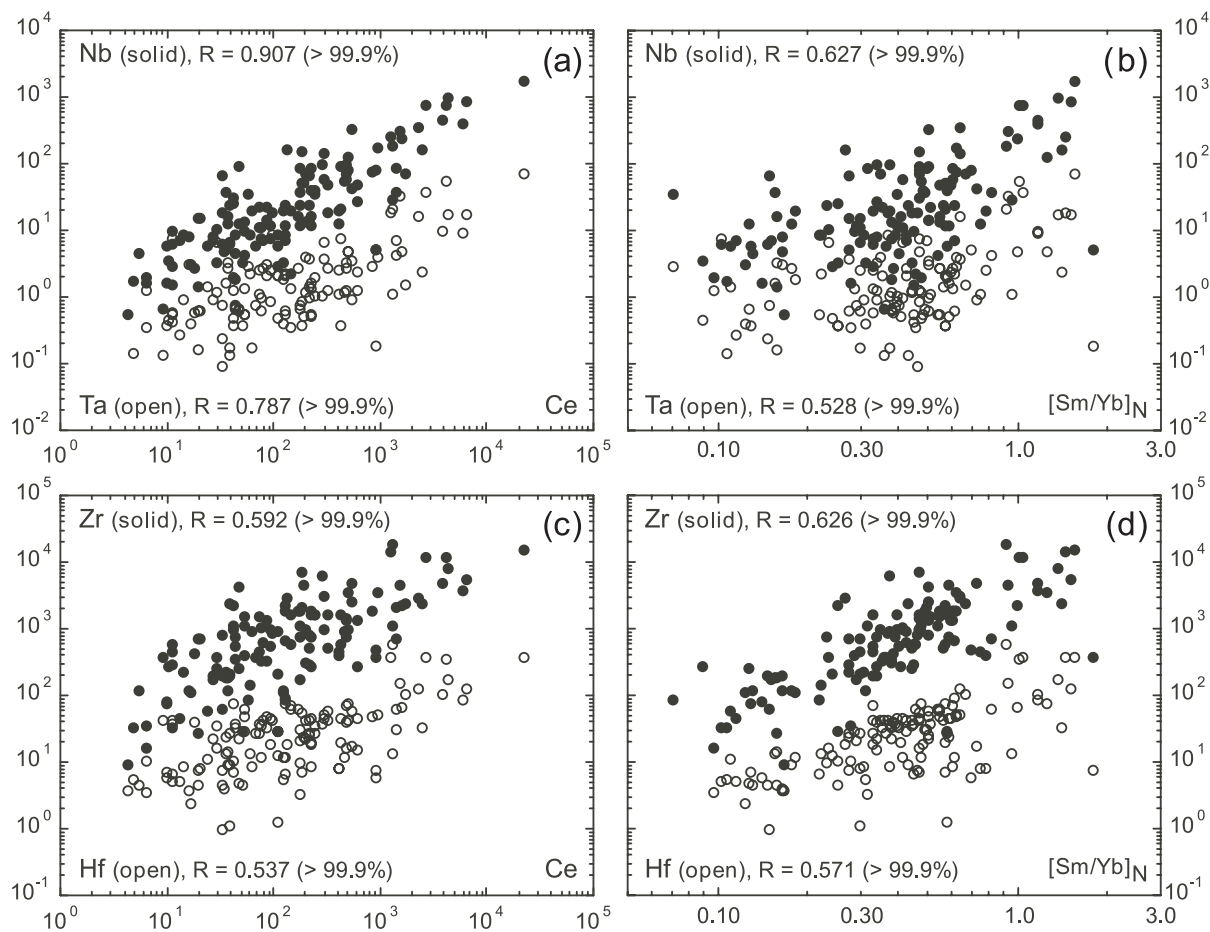 Nb (solid), R = 0.907 (> 99.9%) (a)
Ta (open), R = 0.787 (> 99.9%) Ce
10^4
10^3
10^2
10^1
10^0
10^-1
10^-2
10^0 10^1 10^2 10^3 10^4 10^5
Nb (solid), R = 0.627 (> 99.9%) (b)
Ta (open), R = 0.528 (> 99.9%) [Sm/Yb]N
10^4
10^3
10^2
10^1
10^0
10^-1
10^-2
0.10 0.30 1.0 3.0
Zr (solid), R = 0.592 (> 99.9%) (c)
Hf (open), R = 0.537 (> 99.9%) Ce
10^5
10^4
10^3
10^2
10^1
10^0
10^-1
10^0 10^1 10^2 10^3 10^4 10^5
Zr (solid), R = 0.626 (> 99.9%) (d)
Hf (open), R = 0.571 (> 99.9%) [Sm/Yb]N
10^5
10^4
10^3
10^2
10^1
10^0
10^-1
0.10 0.30 1.0 3.0